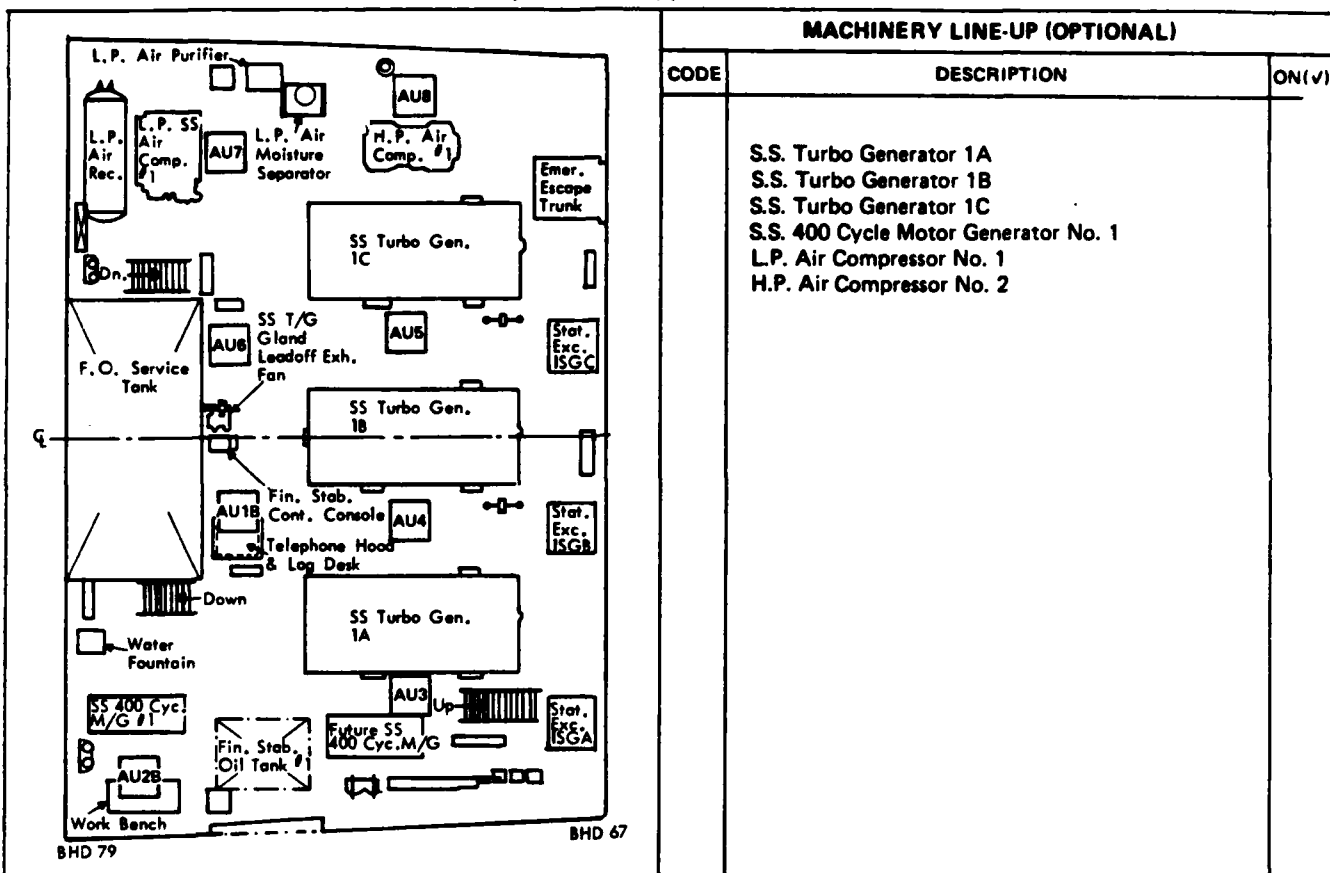 L.P. Air Purifier
AU8
L.P.
Air
Rec.
L.P. SS
Air
Comp.
#1
AU7
L.P. Air
Moisture
Separator
H.P. Air
Comp. #1
Emer.
Escape
Trunk
SS Turbo Gen.
1C
Dn.
F.O. Service
Tank
AU6
SS T/G
Gland
Leadoff Exh.
Fan
AU5
Stat.
Exc.
ISGC
SS Turbo Gen.
1B
℄
Fin. Stab.
Cont. Console
AU1B
AU4
Stat.
Exc.
ISGB
Telephone Hood
& Log Desk
Down
SS Turbo Gen.
1A
Water
Fountain
AU3
Up
Stat.
Exc.
ISGA
SS 400 Cyc.
M/G #1
Fin. Stab.
Oil Tank #1
Future SS
400 Cyc.M/G
AU2B
Work Bench
BHD 79
BHD 67
MACHINERY LINE-UP (OPTIONAL)
CODE
DESCRIPTION
ON(√)
S.S. Turbo Generator 1A
S.S. Turbo Generator 1B
S.S. Turbo Generator 1C
S.S. 400 Cycle Motor Generator No. 1
L.P. Air Compressor No. 1
H.P. Air Compressor No. 2